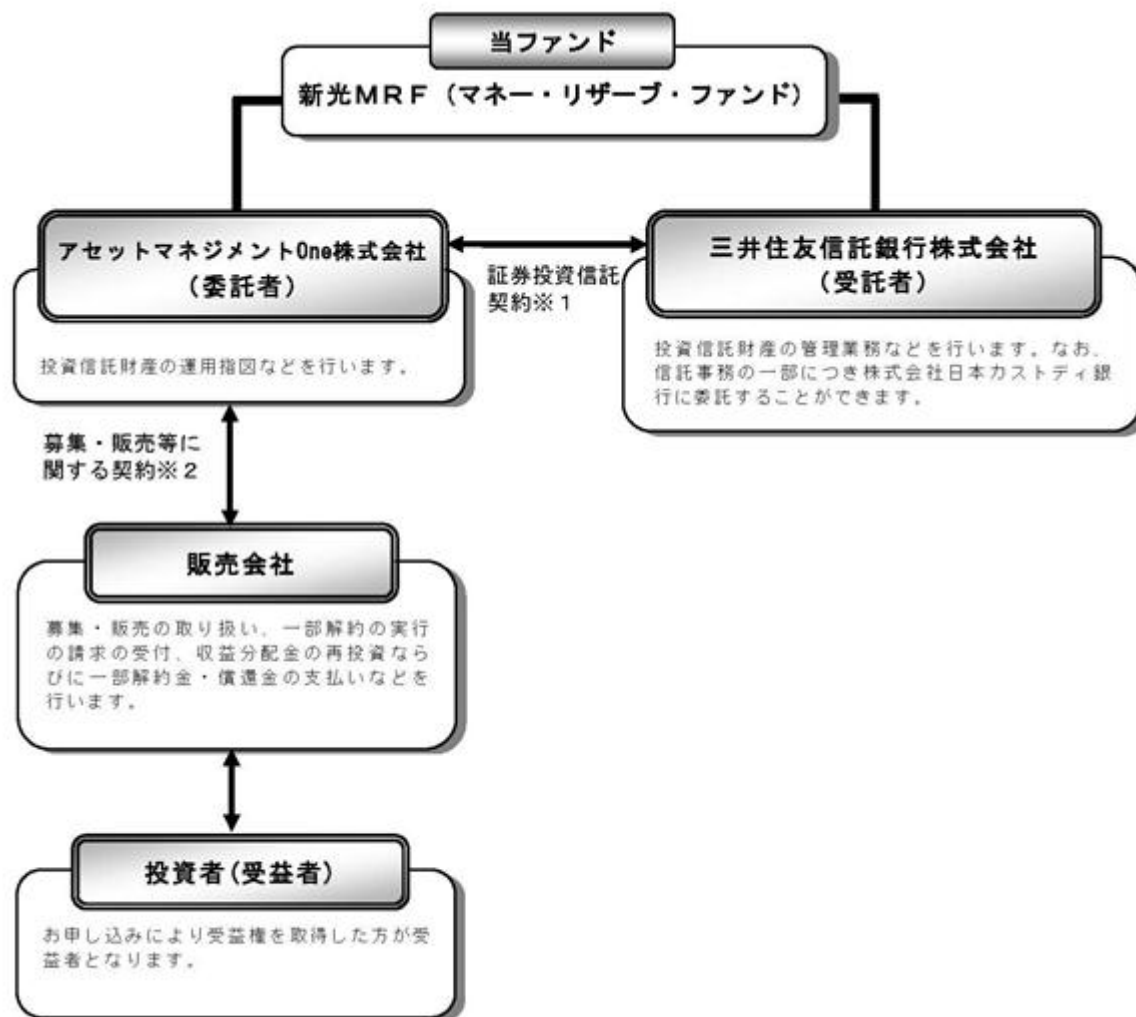 当ファンド
新光MRF（マネー・リザーブ・ファンド）
アセットマネジメントOne株式会社
（委託者）
投資信託財産の運用指図などを行います。
証券投資信託
契約※１
三井住友信託銀行株式会社
（受託者）
投資信託財産の管理業務などを行います。なお、
信託事務の一部につき株式会社日本カストディ銀
行に委託することができます。
募集・販売等に
関する契約※２
販売会社
募集・販売の取り扱い、一部解約の実行
の請求の受付、収益分配金の再投資なら
びに一部解約金・償還金の支払いなどを
行います。
投資者(受益者)
お申し込みにより受益権を取得した方が受
益者となります。